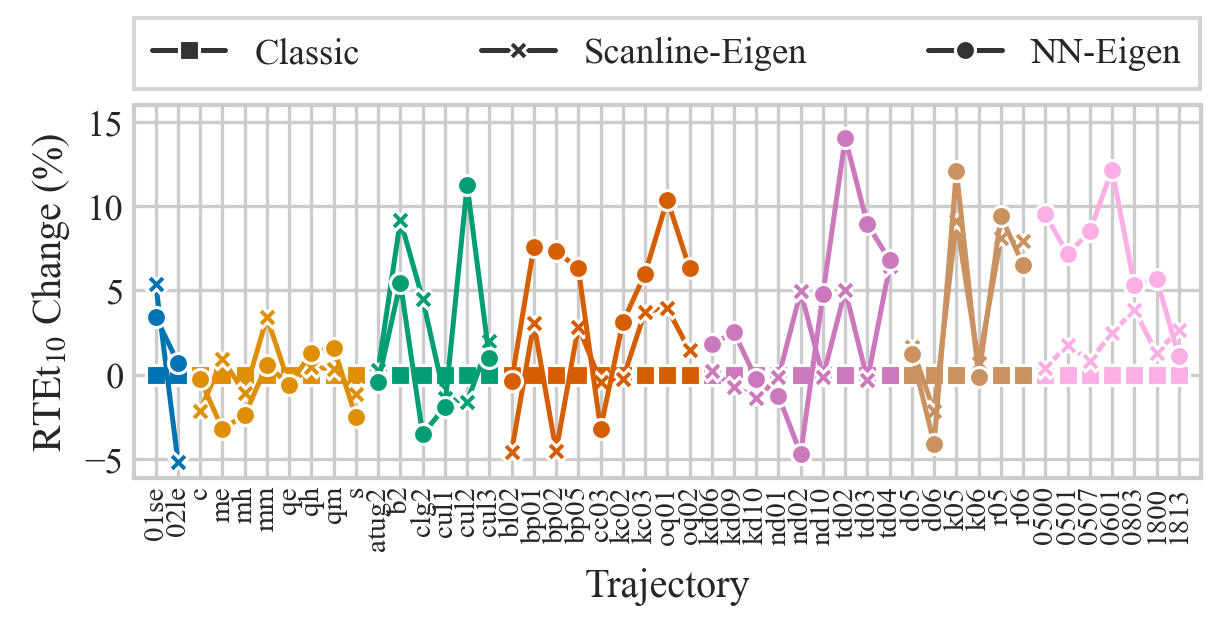 Classic Scanline-Eigen NN-Eigen
RTEt10 Change (%)
15
10
5
0
−5
01se 02le c me mh mm qe qh qm s atug2 b2 clg2 cul1 cul2 cul3 bl02 bp01 bp02 bp05 cc03 kc02 kc03 oq01 oq02 kd06 kd09 kd10 nd01 nd02 nd10 td02 td03 td04 d05 d06 k05 k06 r05 r06 0500 0501 0507 0601 0803 1800 1813
Trajectory